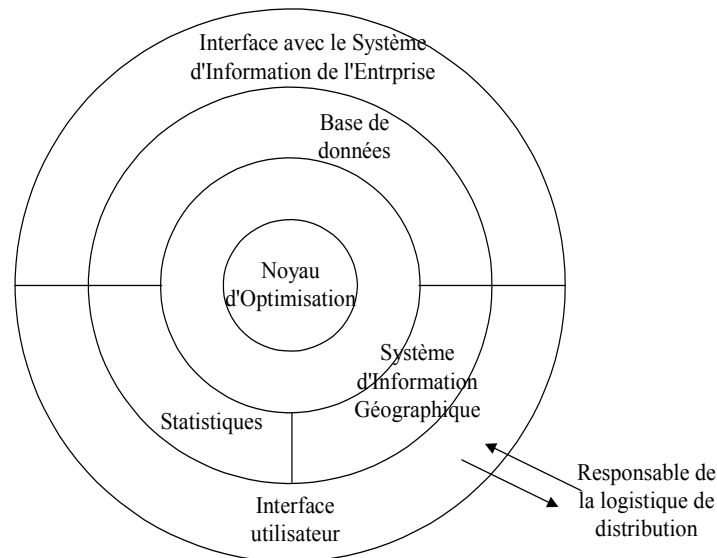 Interface avec le Système
d'Information de l'Entrprise
Base de
données
Noyau
d'Optimisation
Système
d'Information
Géographique
Statistiques
Interface
utilisateur
Responsable de
la logistique de
distribution